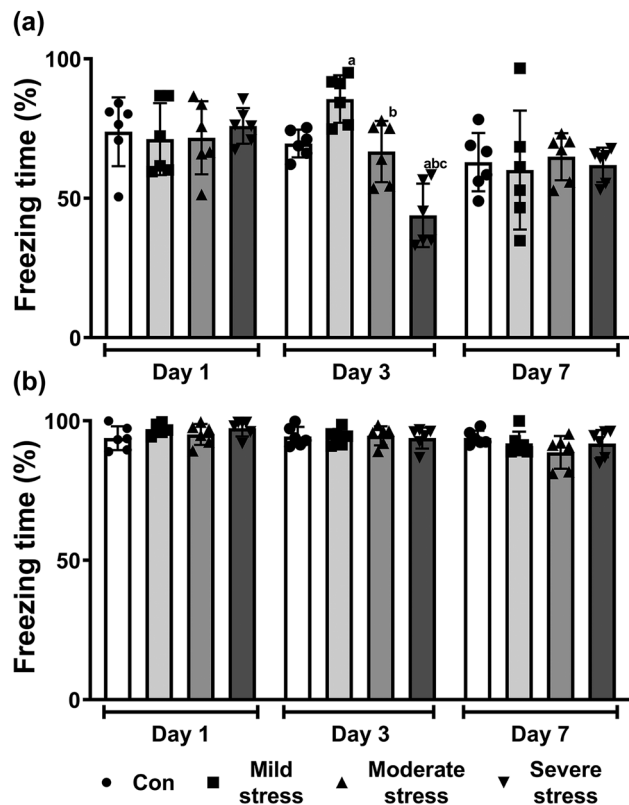 (a)
Freezing time (%)
100
50
0
a
b
abc
Day 1 Day 3 Day 7
(b)
Freezing time (%)
100
50
0
Day 1 Day 3 Day 7
Con Mild stress Moderate stress Severe stress